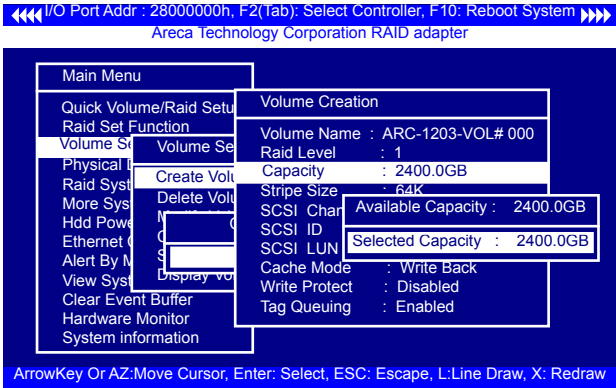 I/O Port Addr : 28000000h, F2(Tab): Select Controller, F10: Reboot System
Areca Technology Corporation RAID adapter
Main Menu
Quick Volume/Raid Setu
Raid Set Function
Volume Se
Physical
Raid Syst
More Sys
Hdd Powe
Ethernet
Alert By M
View Syst
Clear Event Buffer
Hardware Monitor
System information
Volume Se
Create Volu
Delete Volu
Display Vo
Volume Creation
Volume Name : ARC-1203-VOL# 000
Raid Level : 1
Capacity : 2400.0GB
Stripe Size : 64K
SCSI Chan
SCSI ID
SCSI LUN
Cache Mode : Write Back
Write Protect : Disabled
Tag Queuing : Enabled
Available Capacity : 2400.0GB
Selected Capacity : 2400.0GB
ArrowKey Or AZ:Move Cursor, Enter: Select, ESC: Escape, L:Line Draw, X: Redraw